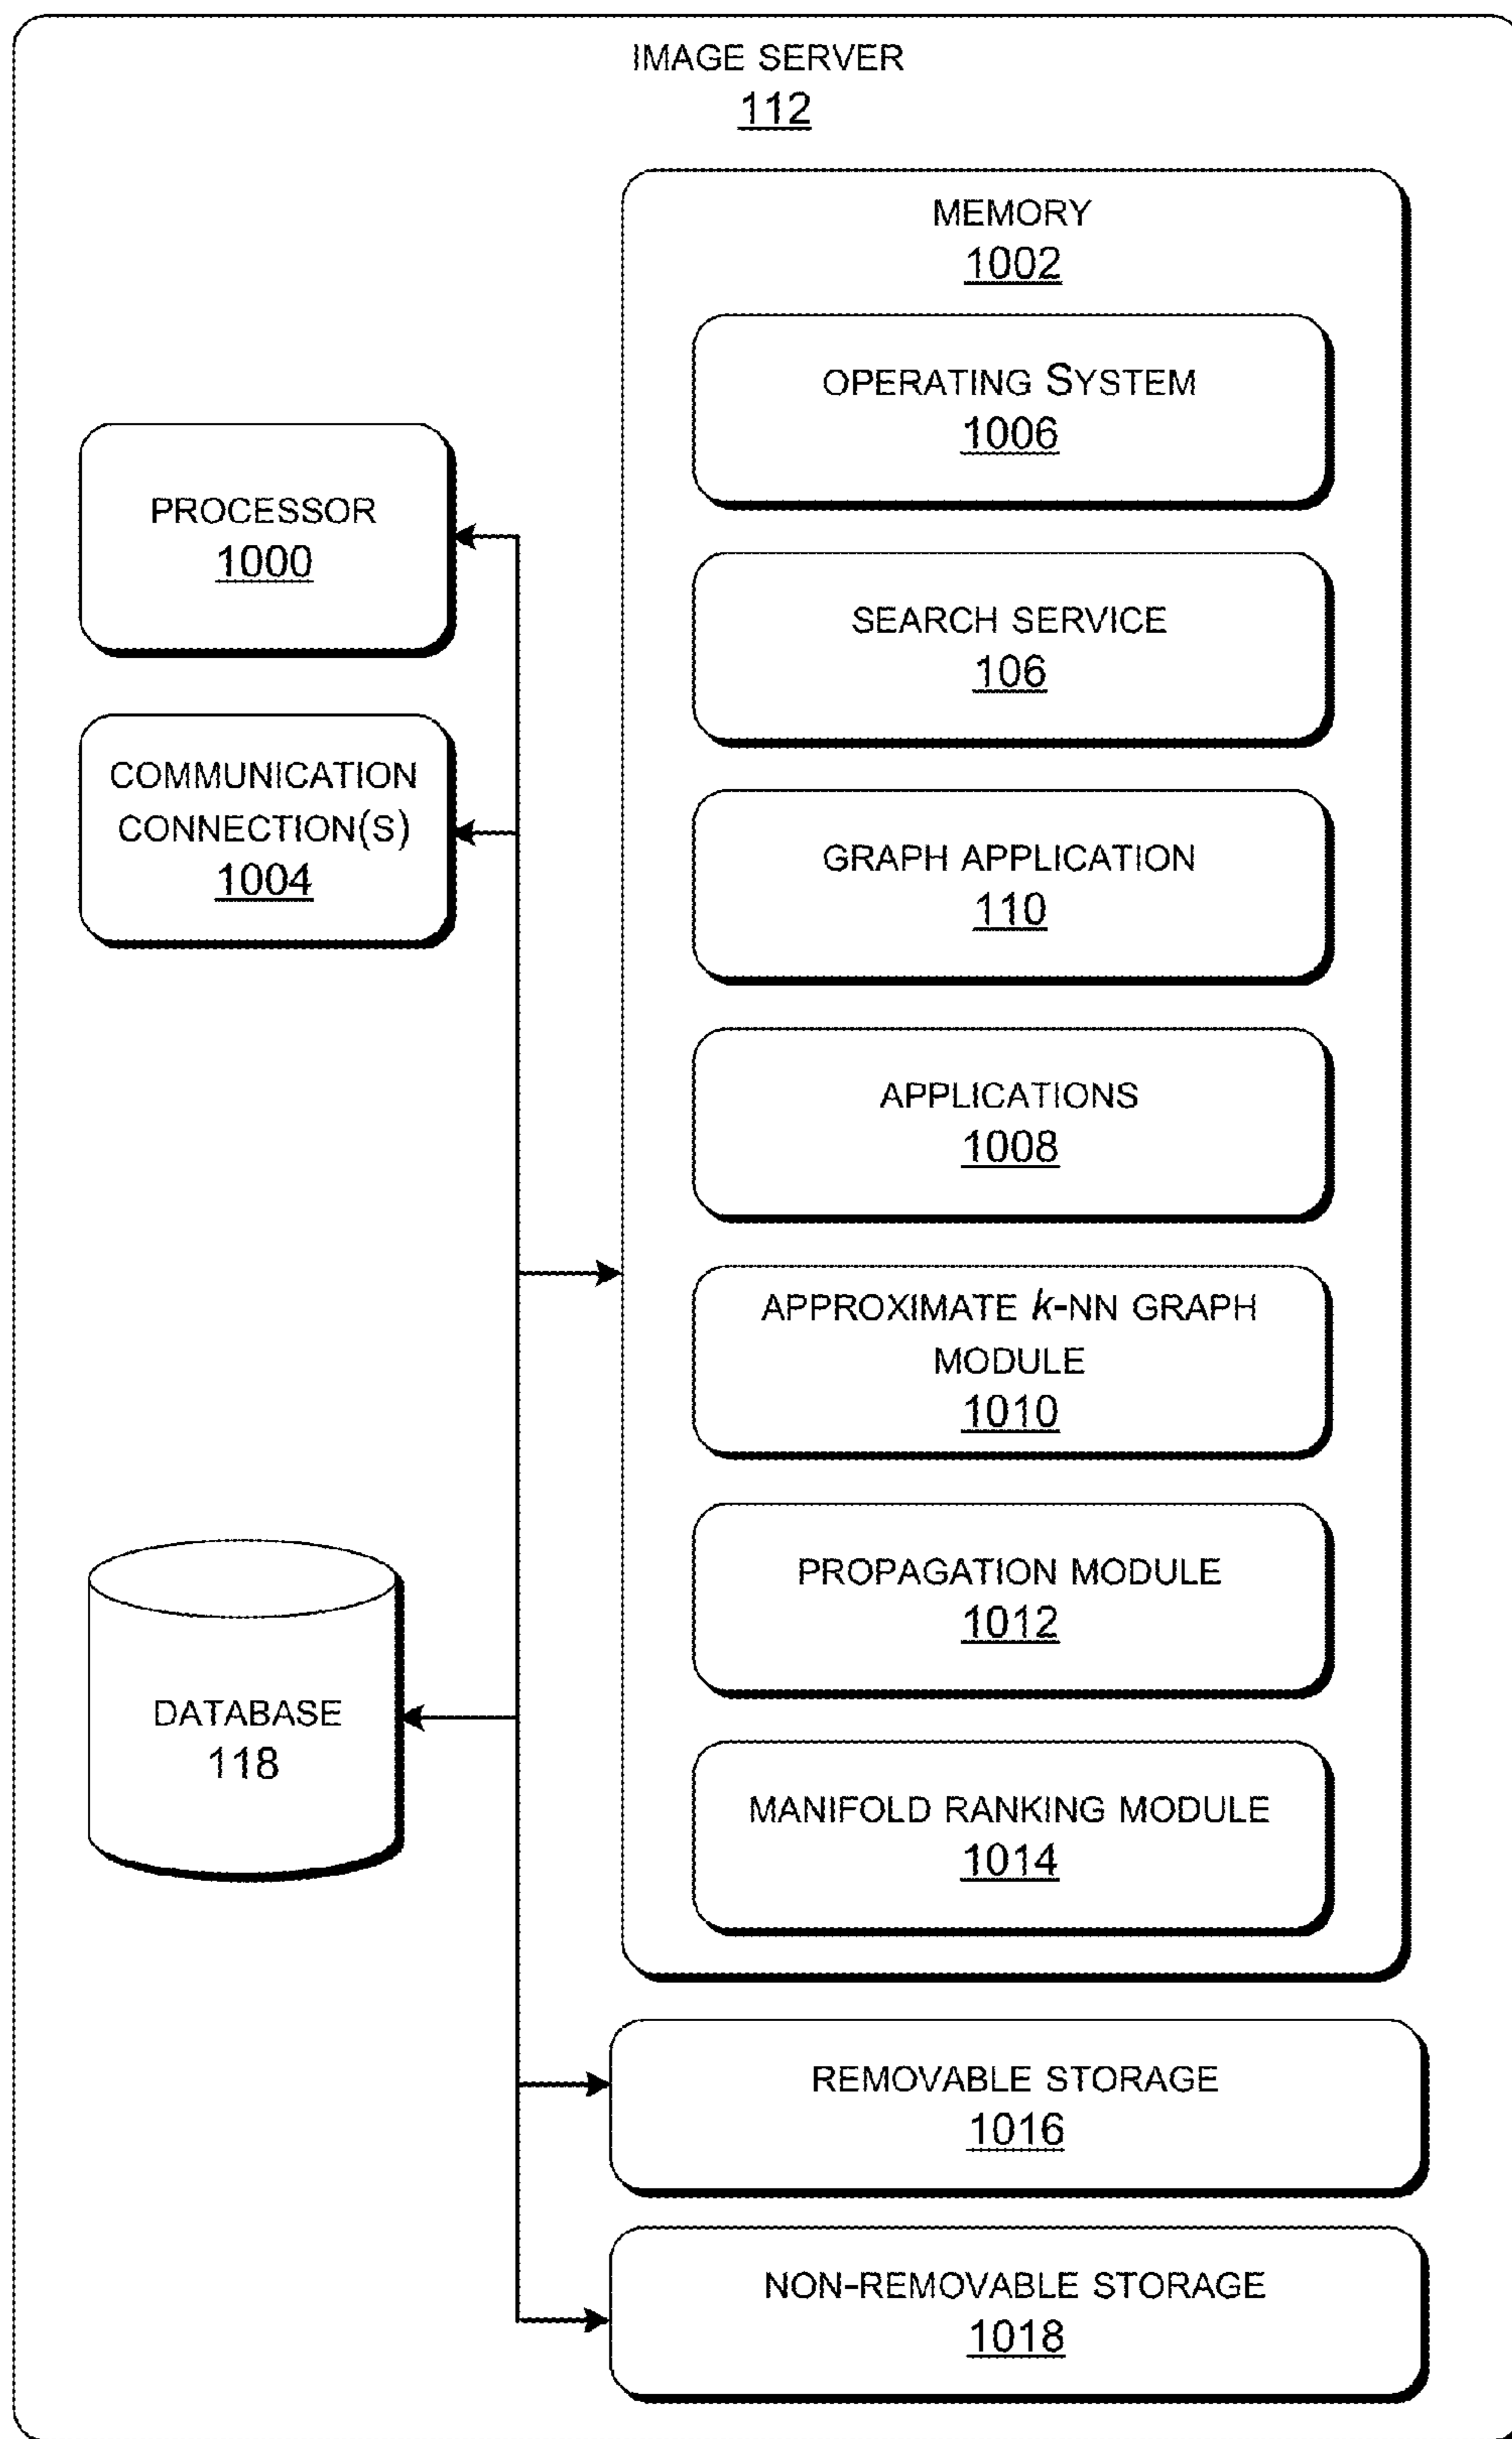 IMAGE SERVER
112
MEMORY
1002
OPERATING SYSTEM
1006
SEARCH SERVICE
106
GRAPH APPLICATION
110
APPLICATIONS
1008
APPROXIMATE k-NN GRAPH
MODULE
1010
PROPAGATION MODULE
1012
MANIFOLD RANKING MODULE
1014
PROCESSOR
1000
COMMUNICATION
CONNECTION(S)
1004
DATABASE
118
REMOVABLE STORAGE
1016
NON-REMOVABLE STORAGE
1018